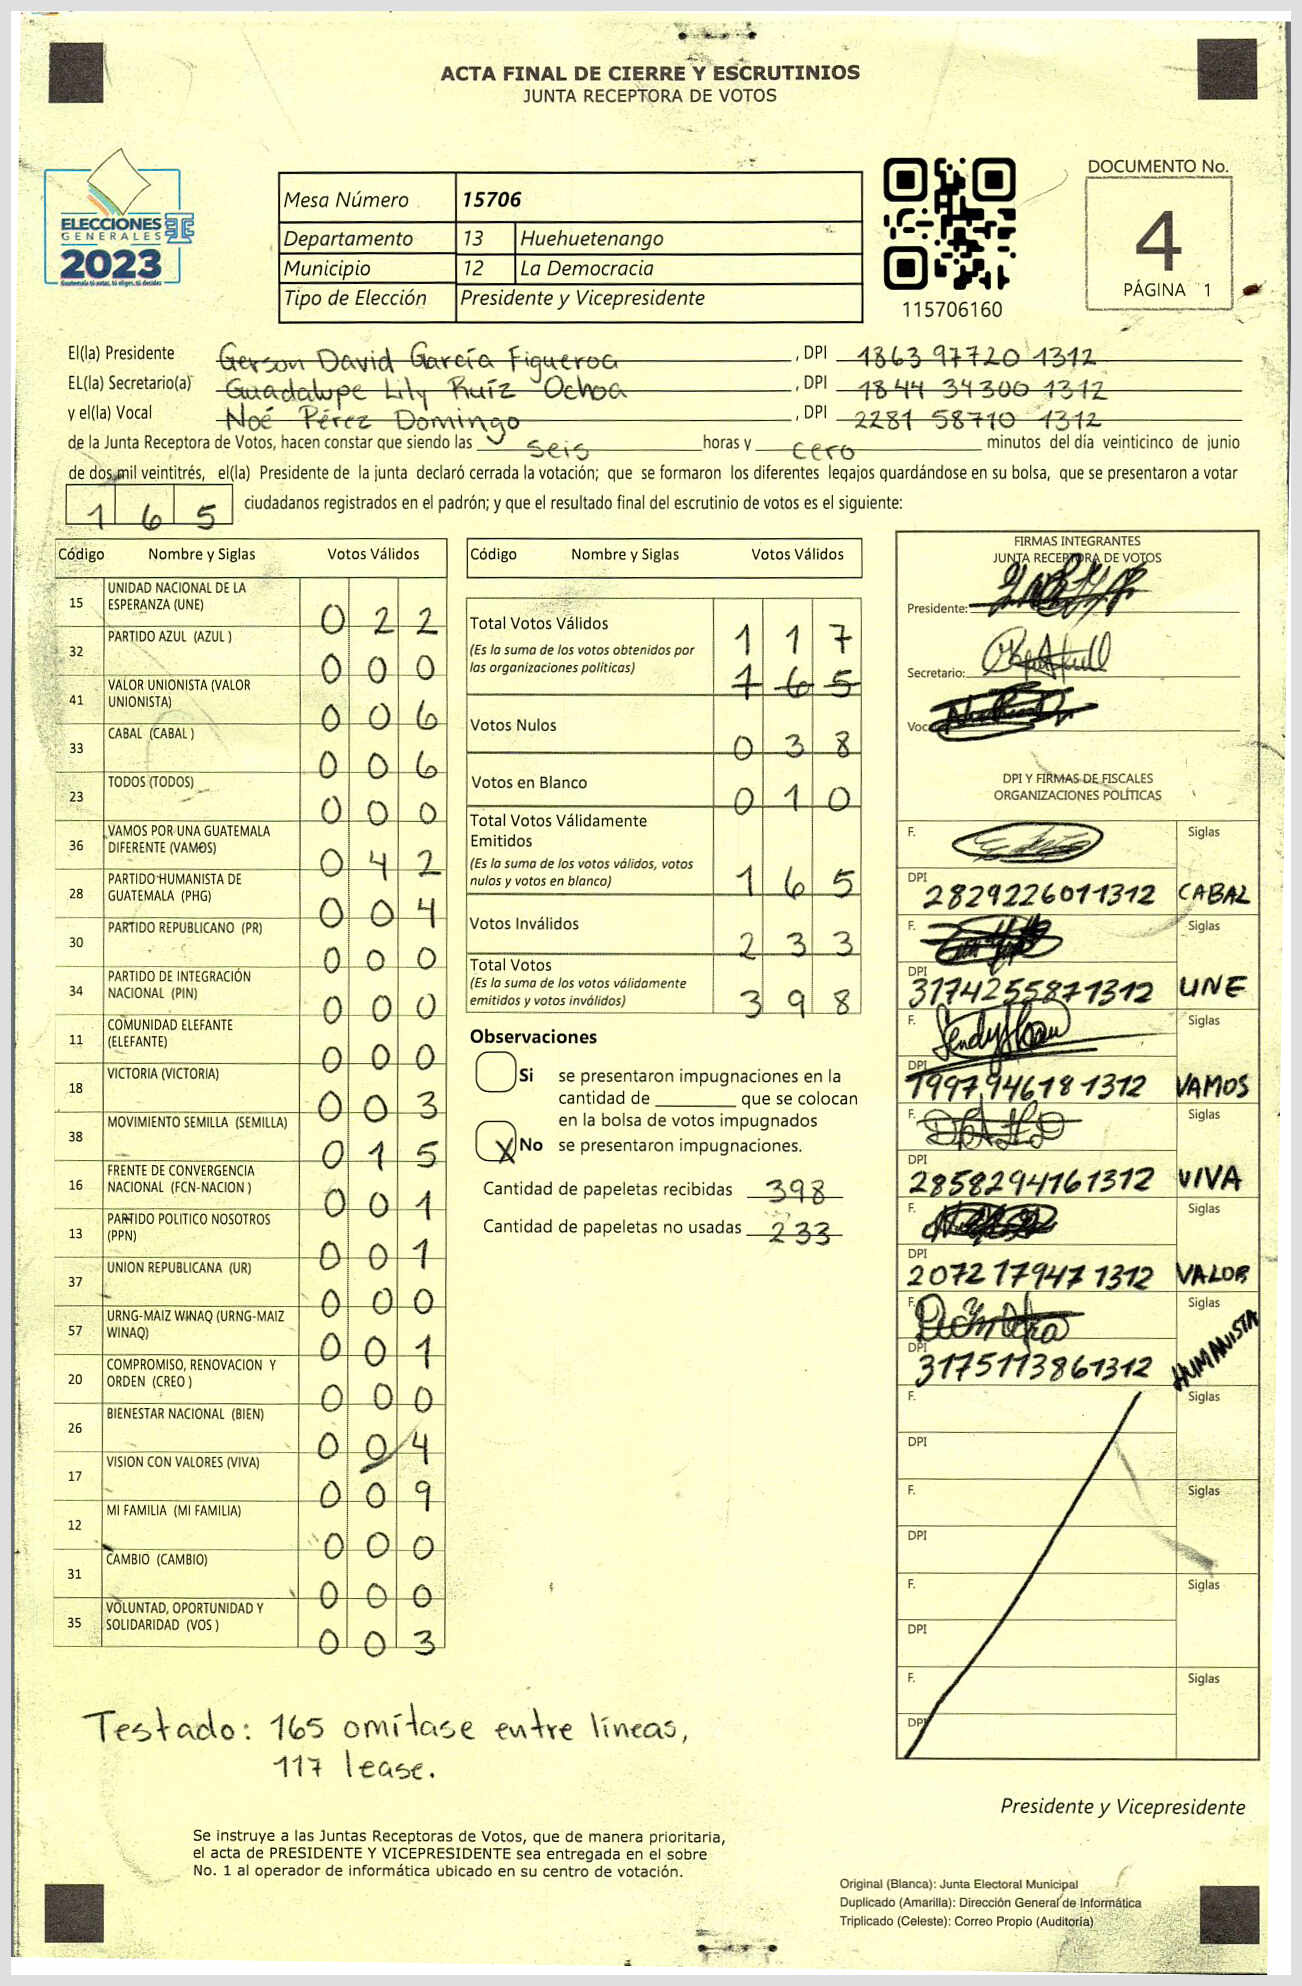 ACTA FINAL DE CIERRE Y ESCRUTINIOS
JUNTA RECEPTORA DE VOTOS
ELECCIONES
GENERALES
2023
Guatemala tú votas, tú eliges, tú decides
Mesa Número 15706
Departamento 13 Huehuetenango
Municipio 12 La Democracia
Tipo de Elección Presidente y Vicepresidente
115706160
DOCUMENTO No.
4
PÁGINA 1
El(la) Presidente Gerson David García Figueroa , DPI 1863 97720 1312
EL(la) Secretario(a) Guadalupe Lily Ruíz Ochoa , DPI 1844 34300 1312
y el(la) Vocal Noé Pérez Domingo , DPI 2281 58710 1312
de la Junta Receptora de Votos, hacen constar que siendo las seis horas y cero minutos del día veinticinco de junio
de dos mil veintitrés, el(la) Presidente de la junta declaró cerrada la votación; que se formaron los diferentes legajos guardándose en su bolsa, que se presentaron a votar
165 ciudadanos registrados en el padrón; y que el resultado final del escrutinio de votos es el siguiente:
Código Nombre y Siglas Votos Válidos
15 UNIDAD NACIONAL DE LA ESPERANZA (UNE) 0 2 2
32 PARTIDO AZUL (AZUL ) 0 0 0
41 VALOR UNIONISTA (VALOR UNIONISTA) 0 0 6
33 CABAL (CABAL ) 0 0 6
23 TODOS (TODOS) 0 0 0
36 VAMOS POR UNA GUATEMALA DIFERENTE (VAMOS) 0 4 2
28 PARTIDO HUMANISTA DE GUATEMALA (PHG) 0 0 4
30 PARTIDO REPUBLICANO (PR) 0 0 0
34 PARTIDO DE INTEGRACIÓN NACIONAL (PIN) 0 0 0
11 COMUNIDAD ELEFANTE (ELEFANTE) 0 0 0
18 VICTORIA (VICTORIA) 0 0 3
38 MOVIMIENTO SEMILLA (SEMILLA) 0 1 5
16 FRENTE DE CONVERGENCIA NACIONAL (FCN-NACION ) 0 0 1
13 PARTIDO POLITICO NOSOTROS (PPN) 0 0 1
37 UNION REPUBLICANA (UR) 0 0 0
57 URNG-MAIZ WINAQ (URNG-MAIZ WINAQ) 0 0 1
20 COMPROMISO, RENOVACION Y ORDEN (CREO ) 0 0 0
26 BIENESTAR NACIONAL (BIEN) 0 0 4
17 VISION CON VALORES (VIVA) 0 0 9
12 MI FAMILIA (MI FAMILIA) 0 0 0
31 CAMBIO (CAMBIO) 0 0 0
35 VOLUNTAD, OPORTUNIDAD Y SOLIDARIDAD (VOS ) 0 0 3
Código Nombre y Siglas Votos Válidos
Total Votos Válidos 1 1 7
(Es la suma de los votos obtenidos por
las organizaciones políticas) 1 6 5
Votos Nulos 0 3 8
Votos en Blanco 0 1 0
Total Votos Válidamente
Emitidos
(Es la suma de los votos válidos, votos
nulos y votos en blanco) 1 6 5
Votos Inválidos 2 3 3
Total Votos
(Es la suma de los votos válidamente
emitidos y votos inválidos) 3 9 8
Observaciones
Si se presentaron impugnaciones en la
cantidad de ________ que se colocan
en la bolsa de votos impugnados
X No se presentaron impugnaciones.
Cantidad de papeletas recibidas 398
Cantidad de papeletas no usadas 233
FIRMAS INTEGRANTES
JUNTA RECEPTORA DE VOTOS
Presidente:
Secretario:
Vocal
DPI Y FIRMAS DE FISCALES
ORGANIZACIONES POLÍTICAS
F. Siglas
DPI 2829226011312 CABAL
F. Siglas
DPI 3174255871312 UNE
F. Siglas
DPI 1997946181312 VAMOS
F. Siglas
DPI 2858294161312 VIVA
F. Siglas
DPI 2072179471312 VALOR
F. Siglas
DPI 3175113861312 HUMANISTA
F. Siglas
DPI
F. Siglas
DPI
F. Siglas
DPI
F. Siglas
DPI
Testado: 165 omítase entre líneas,
117 lease.
Presidente y Vicepresidente
Se instruye a las Juntas Receptoras de Votos, que de manera prioritaria,
el acta de PRESIDENTE Y VICEPRESIDENTE sea entregada en el sobre
No. 1 al operador de informática ubicado en su centro de votación.
Original (Blanca): Junta Electoral Municipal
Duplicado (Amarilla): Dirección General de Informática
Triplicado (Celeste): Correo Propio (Auditoría)